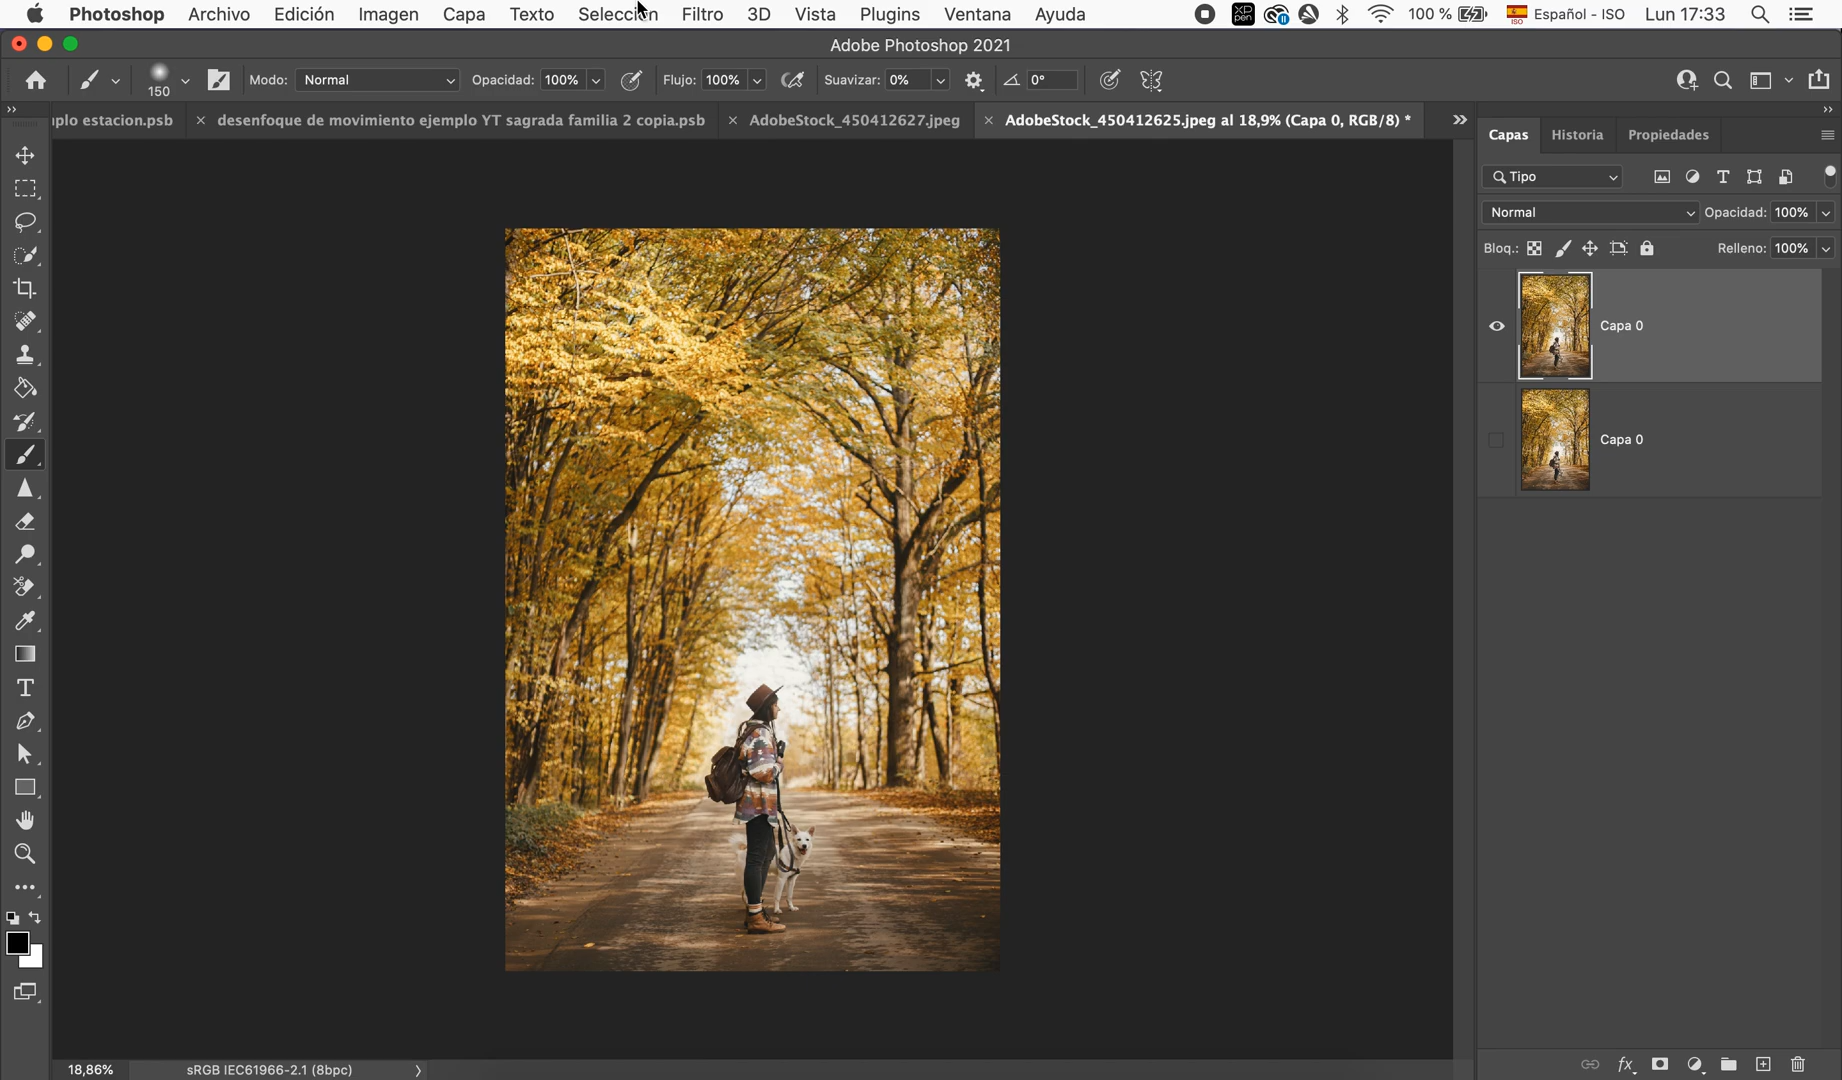 Photoshop Archivo Edición Imagen Capa Texto Selección Filtro 3D Vista Plugins Ventana Ayuda XP pen 100 % ISO Español - ISO Lun 17:33
Adobe Photoshop 2021
150 Modo: Normal Opacidad: 100% Flujo: 100% Suavizar: 0% 0°
plo estacion.psb × desenfoque de movimiento ejemplo YT sagrada familia 2 copia.psb × AdobeStock_450412627.jpeg × AdobeStock_450412625.jpeg al 18,9% (Capa 0, RGB/8) *
Capas Historia Propiedades
Tipo
Normal Opacidad: 100%
Bloq.: Relleno: 100%
Capa 0
Capa 0
18,86% sRGB IEC61966-2.1 (8bpc)